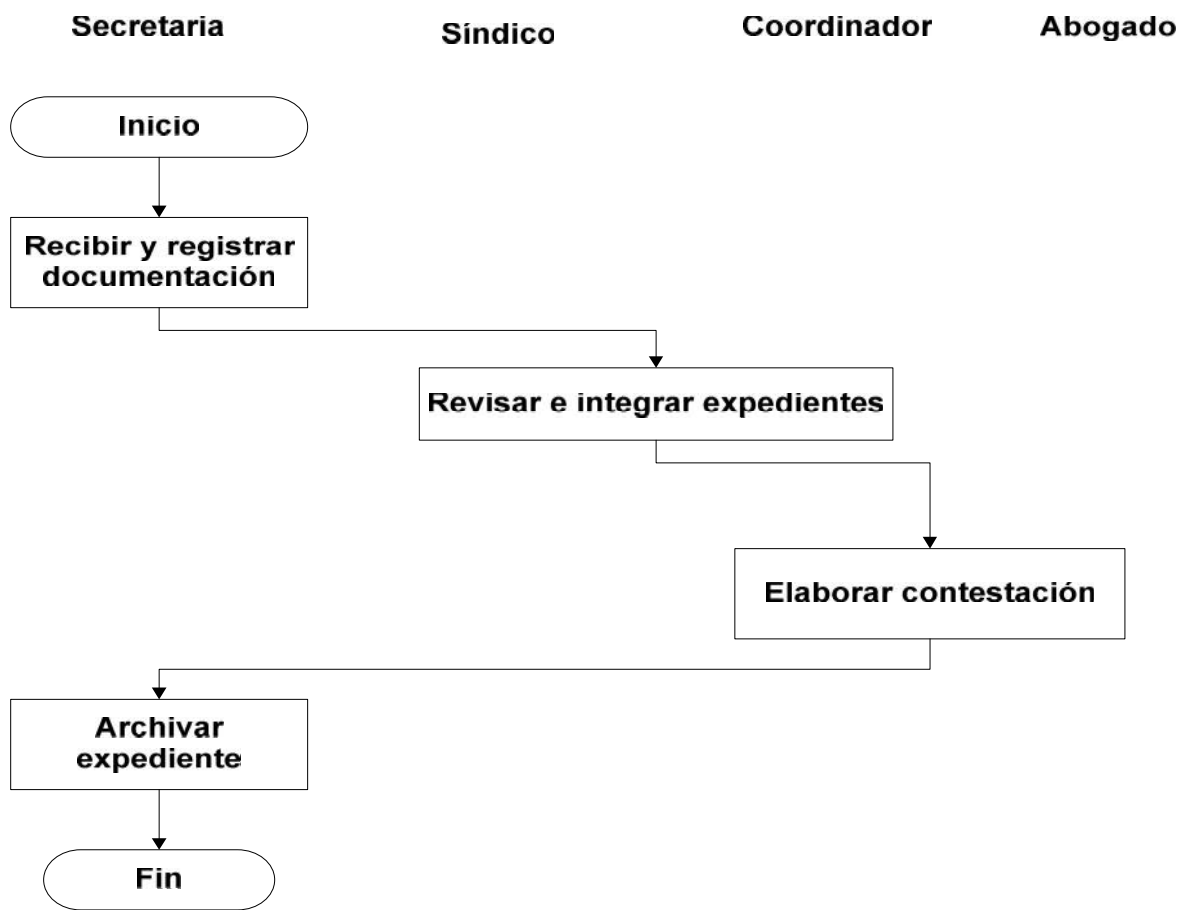 Secretaria
Síndico
Coordinador
Abogado
Inicio
Recibir y registrar
documentación
Revisar e integrar expedientes
Elaborar contestación
Archivar
expediente
Fin